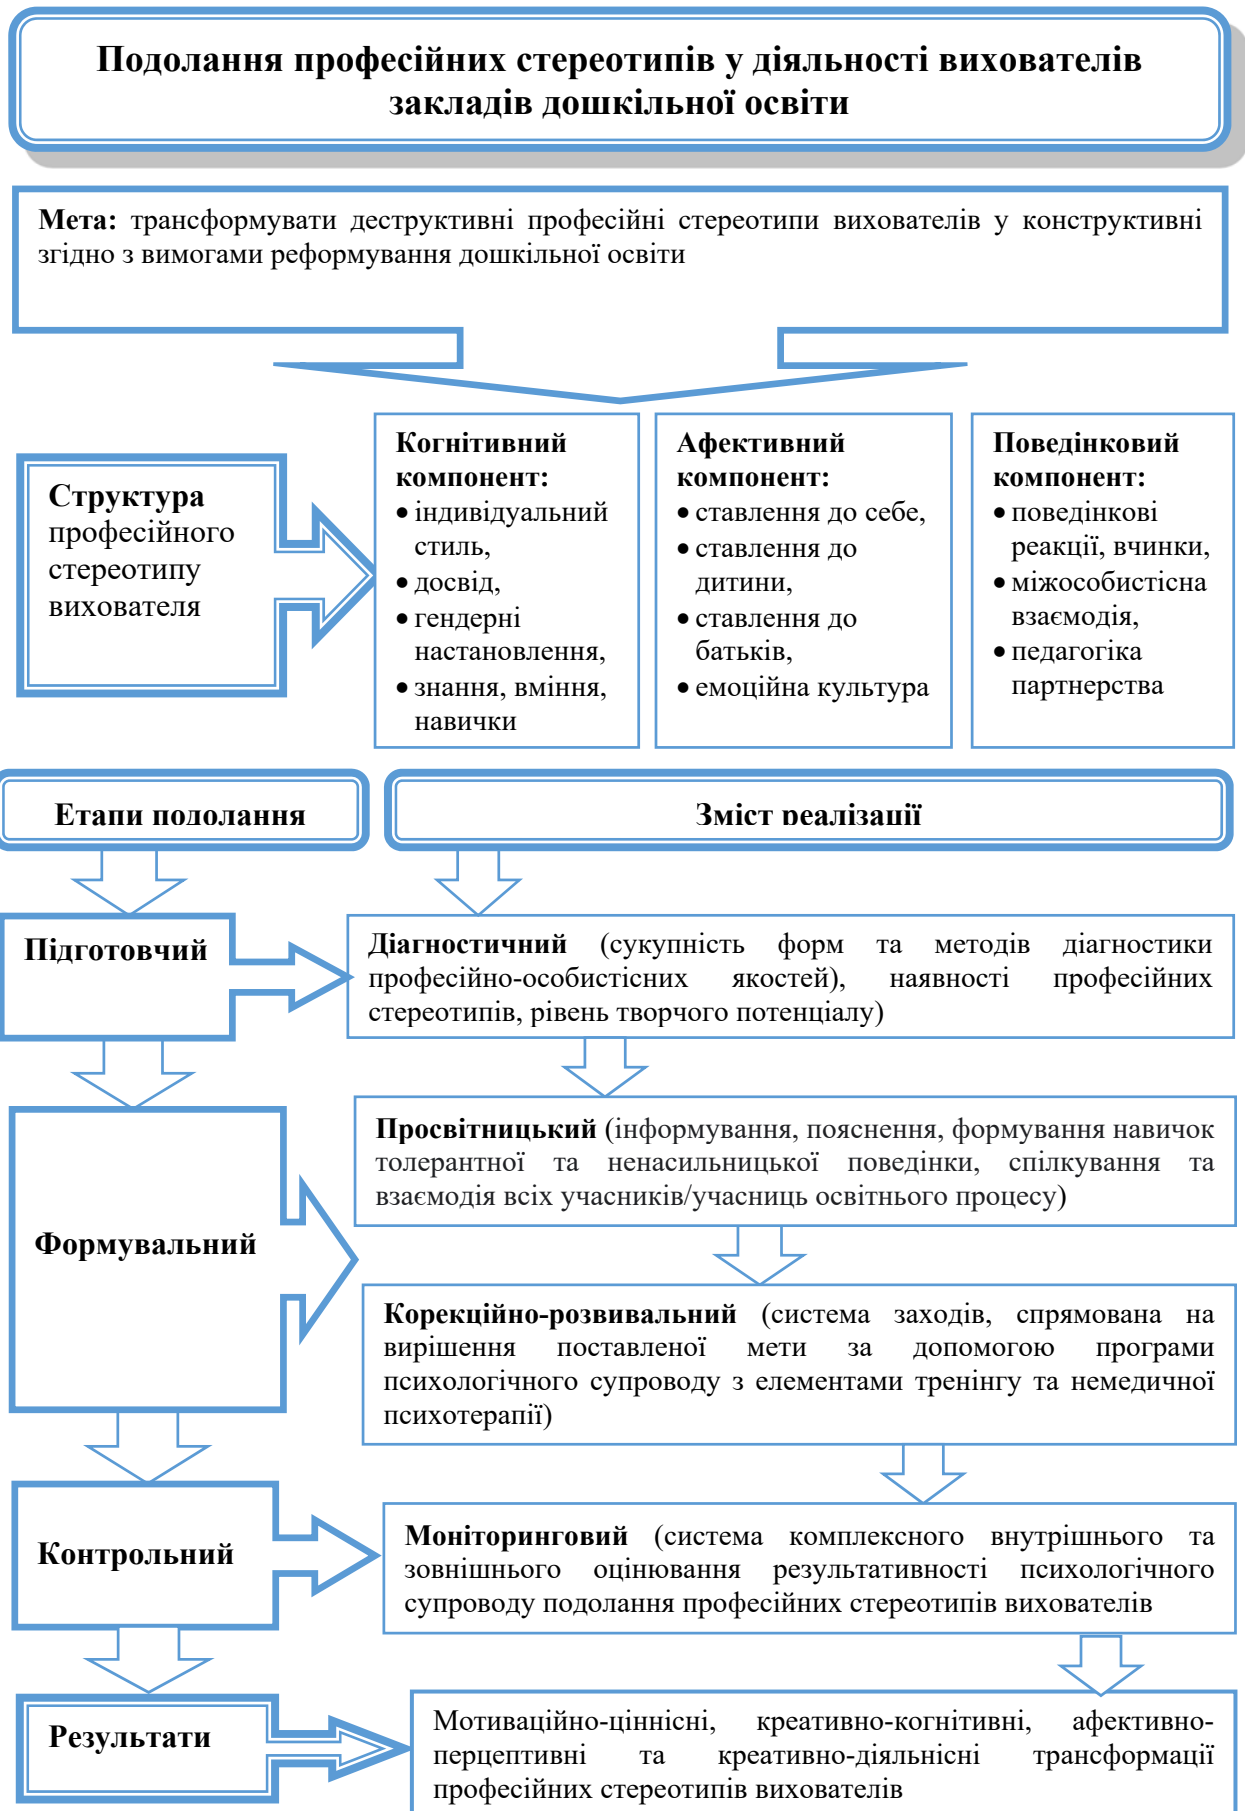 Подолання професійних стереотипів у діяльності вихователів
закладів дошкільної освіти
Мета: трансформувати деструктивні професійні стереотипи вихователів у конструктивні
згідно з вимогами реформування дошкільної освіти
Структура
професійного
стереотипу
вихователя
Когнітивний
компонент:
• індивідуальний
стиль,
• досвід,
• гендерні
настановлення,
• знання, вміння,
навички
Афективний
компонент:
• ставлення до себе,
• ставлення до
дитини,
• ставлення до
батьків,
• емоційна культура
Поведінковий
компонент:
• поведінкові
реакції, вчинки,
• міжособистісна
взаємодія,
• педагогіка
партнерства
Етапи подолання
Зміст реалізації
Підготовчий
Діагностичний (сукупність форм та методів діагностики
професійно-особистісних якостей), наявності професійних
стереотипів, рівень творчого потенціалу)
Формувальний
Просвітницький (інформування, пояснення, формування навичок
толерантної та ненасильницької поведінки, спілкування та
взаємодія всіх учасників/учасниць освітнього процесу)
Корекційно-розвивальний (система заходів, спрямована на
вирішення поставленої мети за допомогою програми
психологічного супроводу з елементами тренінгу та немедичної
психотерапії)
Контрольний
Моніторинговий (система комплексного внутрішнього та
зовнішнього оцінювання результативності психологічного
супроводу подолання професійних стереотипів вихователів
Результати
Мотиваційно-ціннісні, креативно-когнітивні, афективно-
перцептивні та креативно-діяльнісні трансформації
професійних стереотипів вихователів